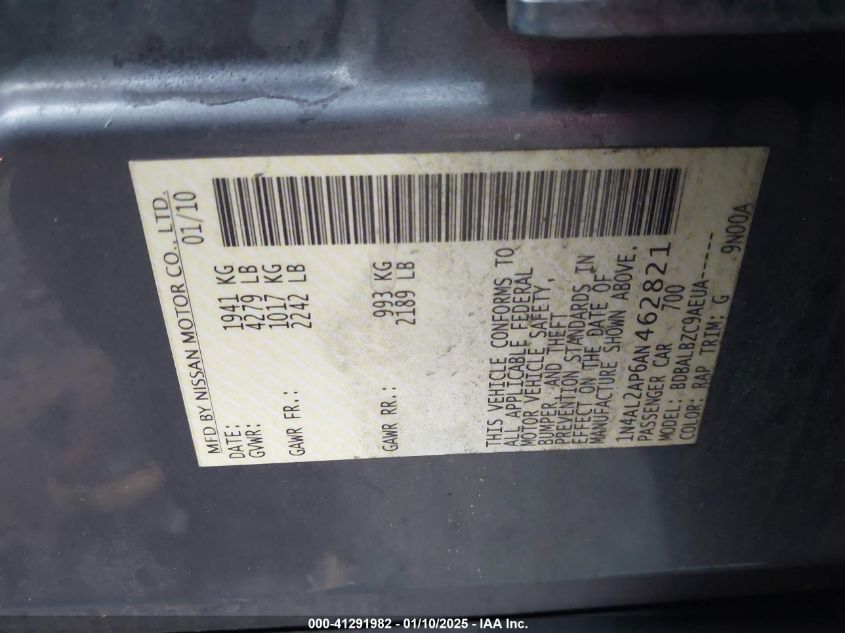 MFD BY NISSAN MOTOR CO., LTD.
DATE: 01/10
GVWR: 1941 KG
4279 LB
GAWR FR.: 1017 KG
2242 LB
GAWR RR.: 993 KG
2189 LB
THIS VEHICLE CONFORMS TO
ALL APPLICABLE FEDERAL
MOTOR VEHICLE SAFETY,
BUMPER, AND THEFT
PREVENTION STANDARDS IN
EFFECT ON THE DATE OF
MANUFACTURE SHOWN ABOVE.
1N4AL2AP6AN462821
PASSENGER CAR 700
MODEL: BDBALBZC9AEUA------
COLOR: RAP TRIM: G 9N00A
000-41291982 - 01/10/2025 - IAA Inc.